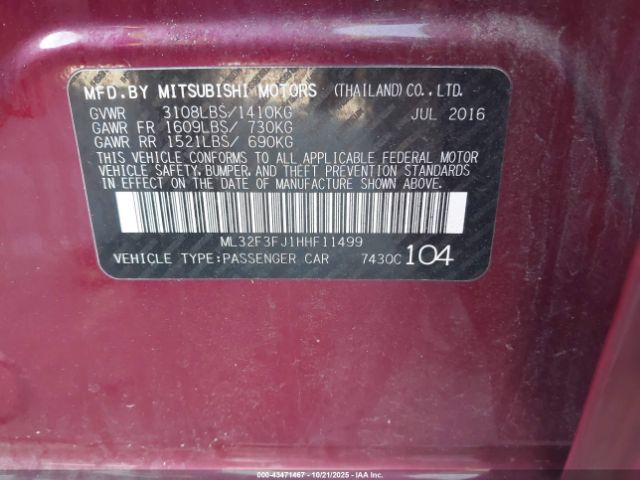 MFD.BY MITSUBISHI MOTORS (THAILAND)CO.,LTD.
GVWR 3108LBS/1410KG JUL 2016
GAWR FR 1609LBS/ 730KG
GAWR RR 1521LBS/ 690KG
THIS VEHICLE CONFORMS TO ALL APPLICABLE FEDERAL MOTOR
VEHICLE SAFETY, BUMPER, AND THEFT PREVENTION STANDARDS
IN EFFECT ON THE DATE OF MANUFACTURE SHOWN ABOVE.
ML32F3FJ1HHF11499
VEHICLE TYPE:PASSENGER CAR 7430C 104
00-43471467 - 10/21/2025 - IAA Inc.